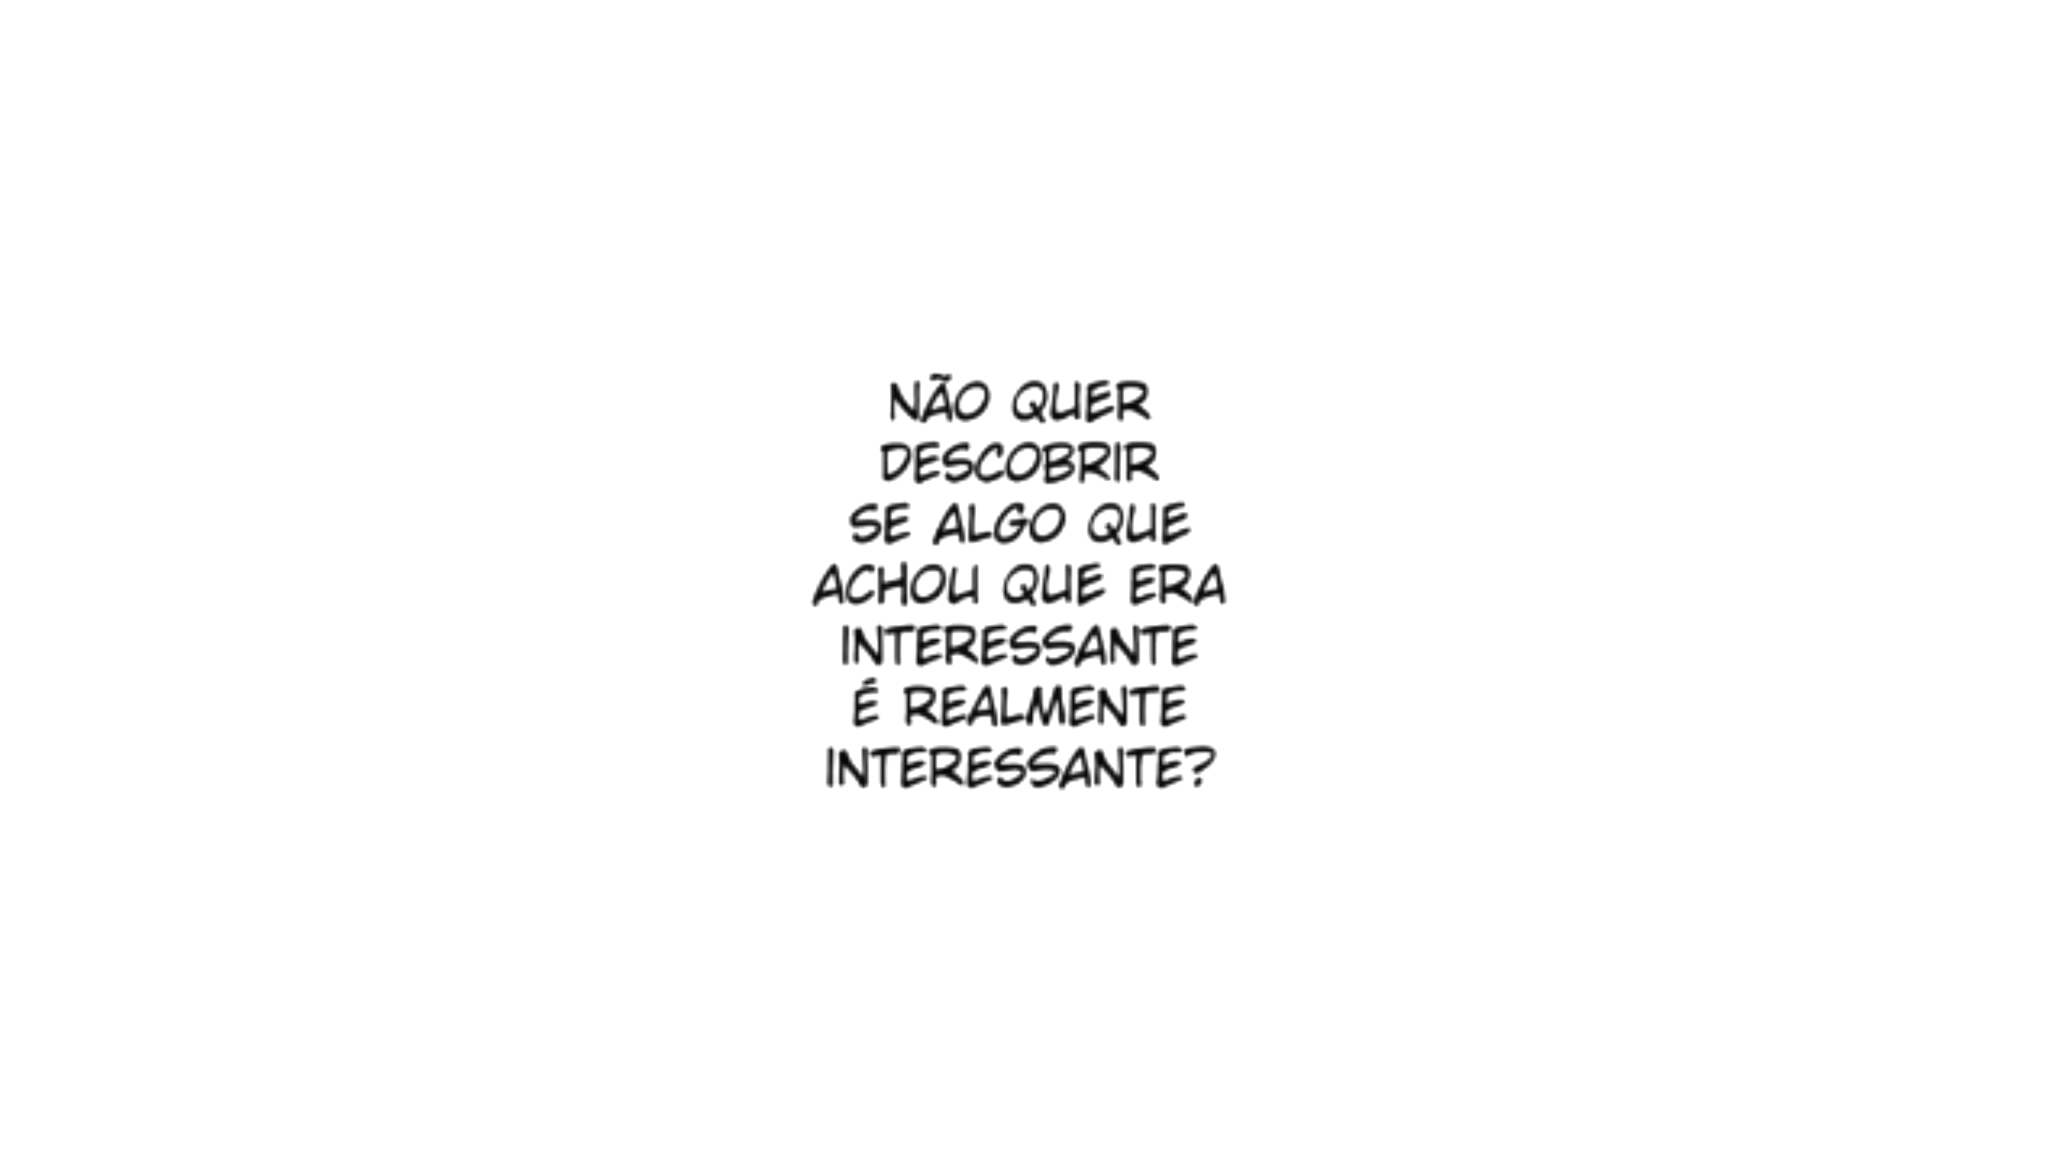 NÃO QUER
DESCOBRIR
SE ALGO QUE
ACHOU QUE ERA
INTERESSANTE
É REALMENTE
INTERESSANTE?